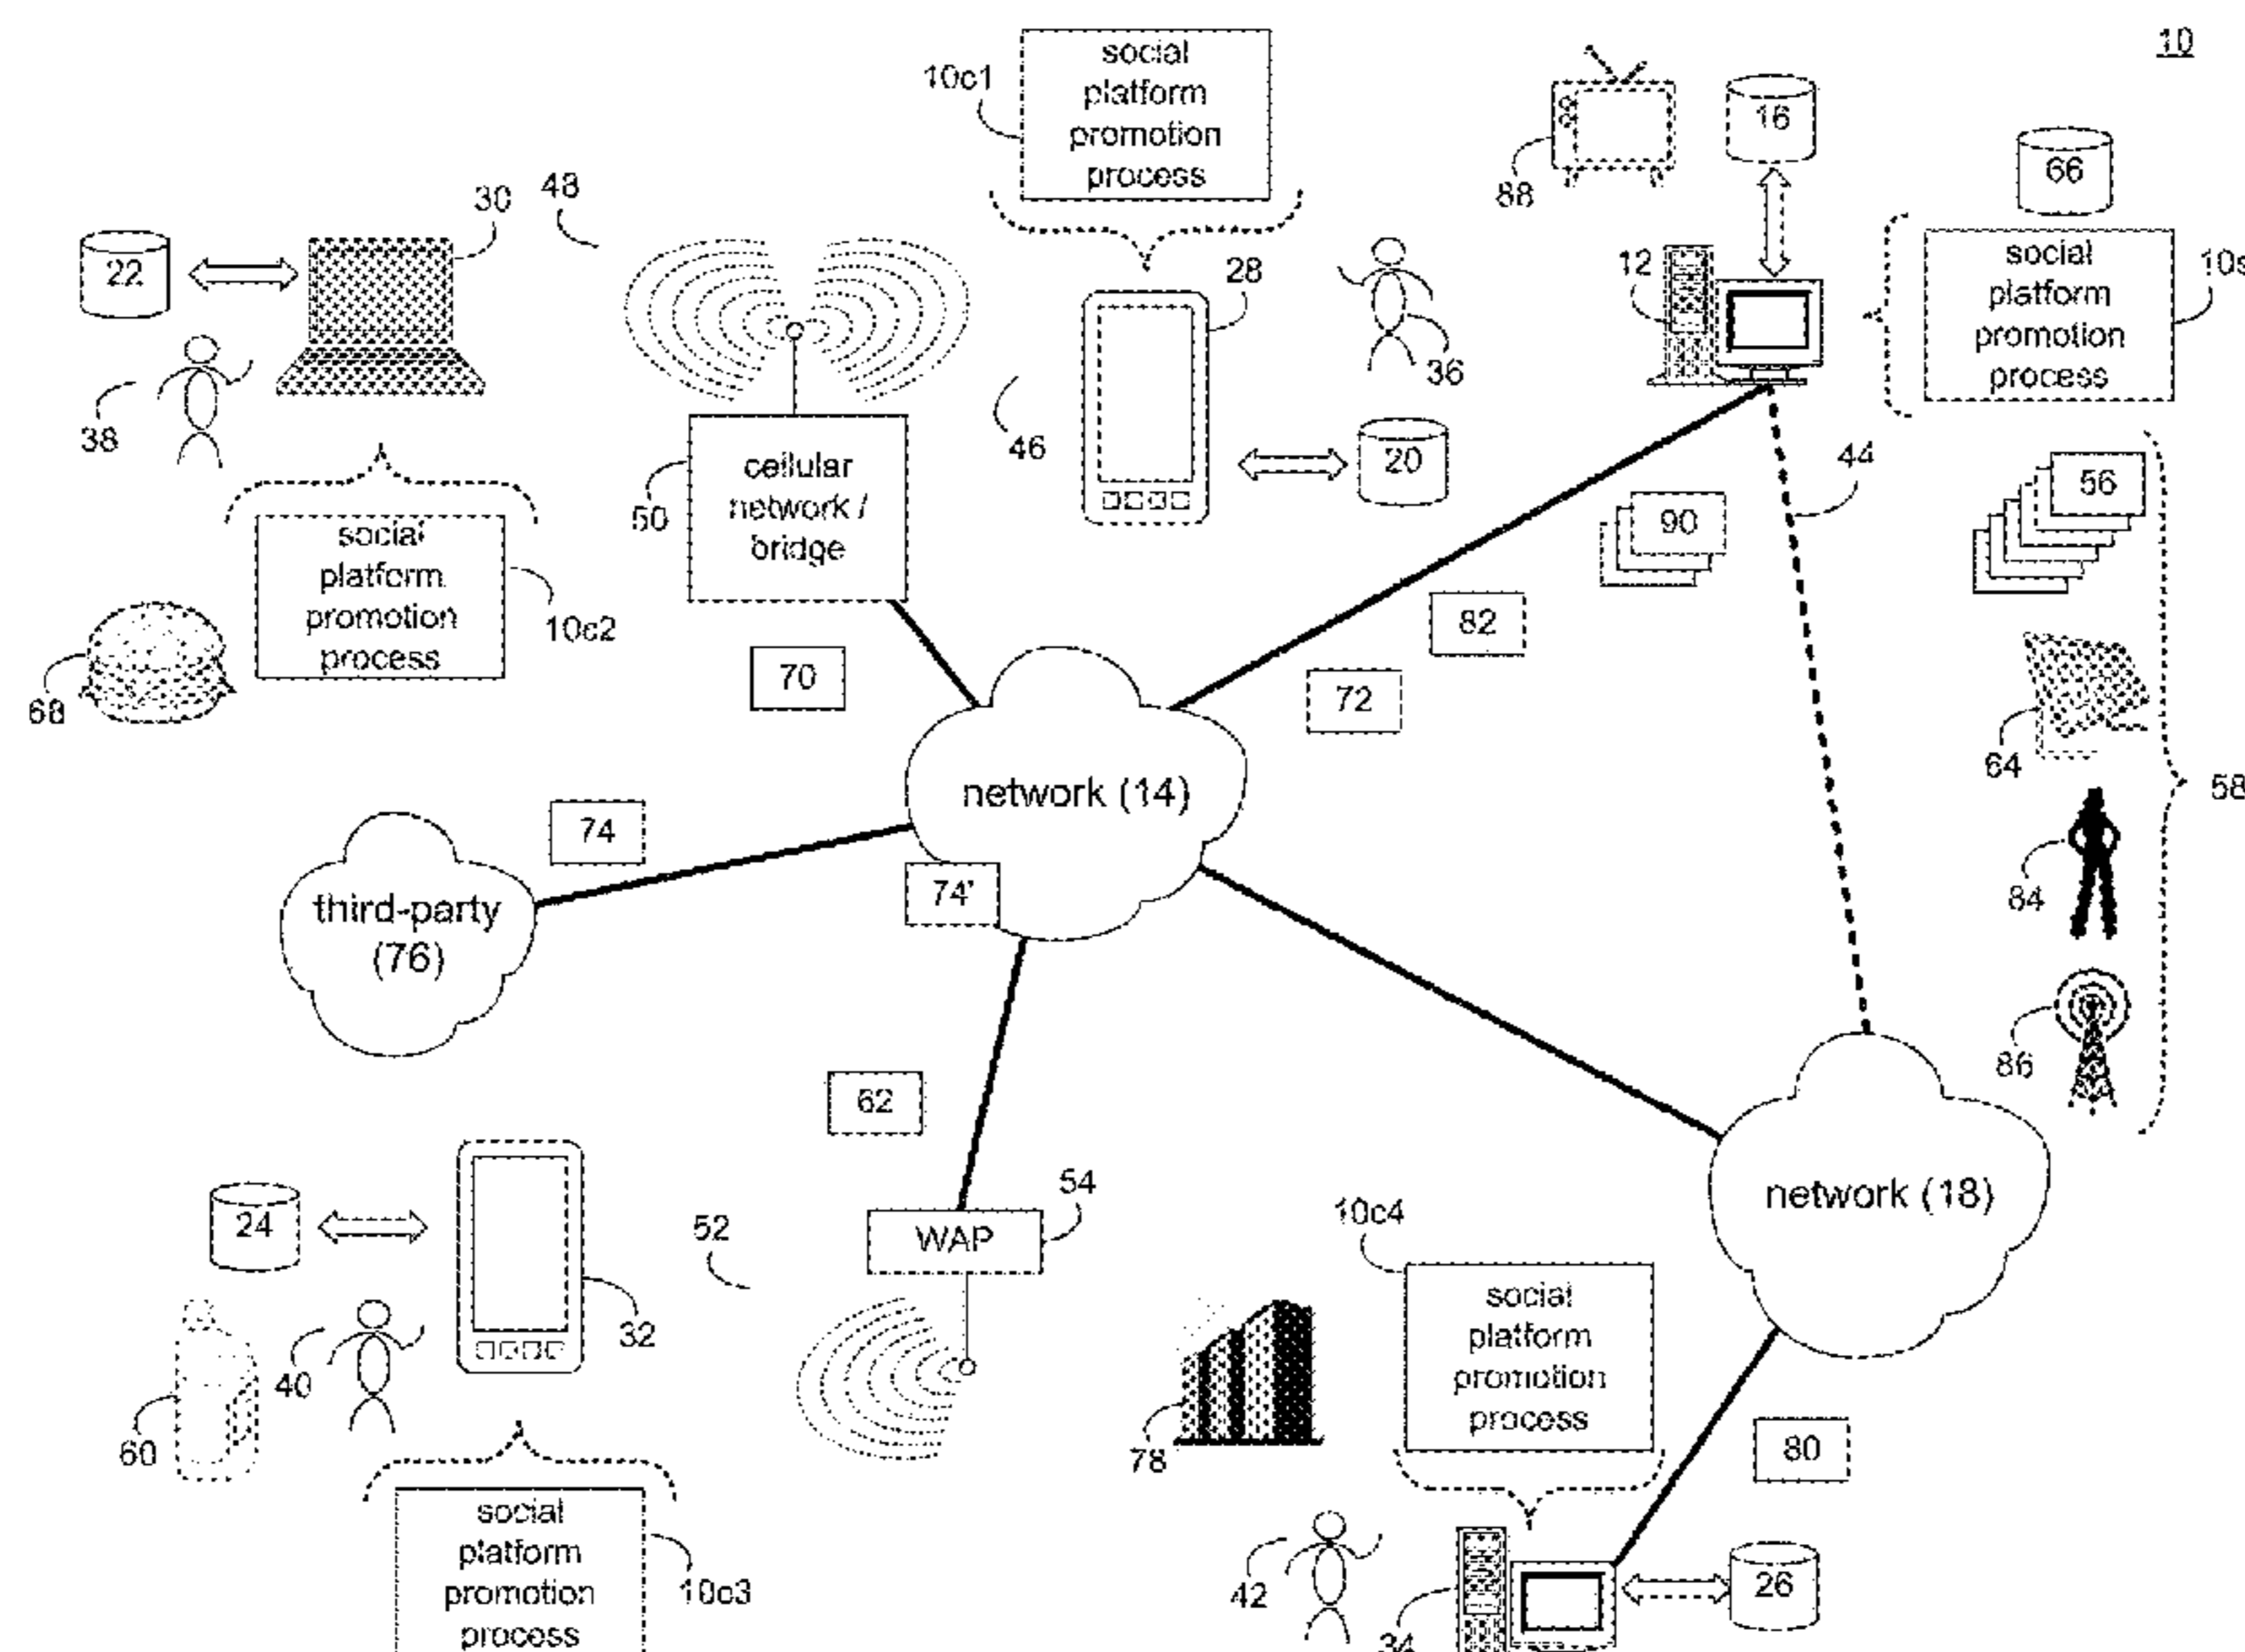 10
social
platform
promotion
process
10c1
88
16
66
48
30
22
38
28
36
12
social
platform
promotion
process
10s
cellular
network /
bridge
50
46
20
44
90
56
social
platform
promotion
process
10c2
68
70
82
72
64
58
network (14)
74
74'
third-party
(76)
84
86
62
54
WAP
52
24
32
40
60
network (18)
10c4
social
platform
promotion
process
78
80
social
platform
promotion
process
10c3
42
34
26